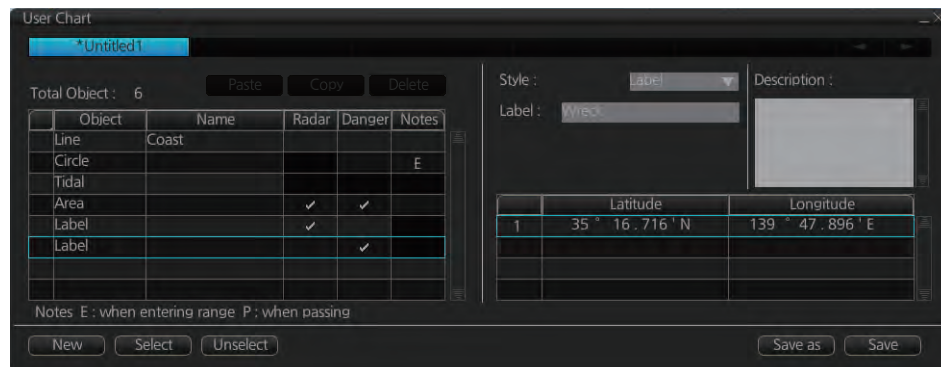 User Chart
*Untitled1
Total Object : 6 Paste Copy Delete
Object Name Radar Danger Notes
Line Coast
Circle E
Tidal
Area ✓ ✓
Label ✓
Label ✓
Notes E : when entering range P : when passing
Style : Label Description :
Label : Wreck
Latitude Longitude
1 35 ° 16 . 716 ' N 139 ° 47 . 896 ' E
New Select Unselect Save as Save